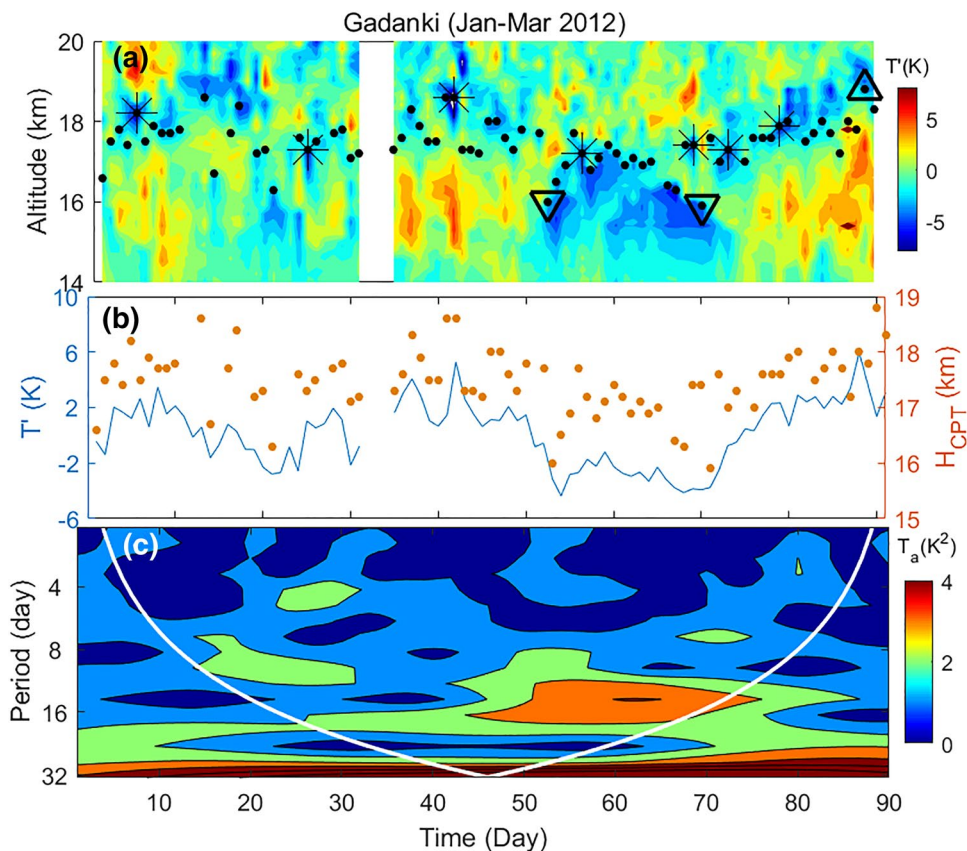 Gadanki (Jan-Mar 2012)
(a)
T'(K)
20
18
16
14
Altitude (km)
5
0
-5
(b)
10
6
2
-2
-6
T' (K)
19
18
17
16
15
H_CPT (km)
(c)
T_a(K²)
4
8
16
32
Period (day)
4
2
0
10 20 30 40 50 60 70 80 90
Time (Day)